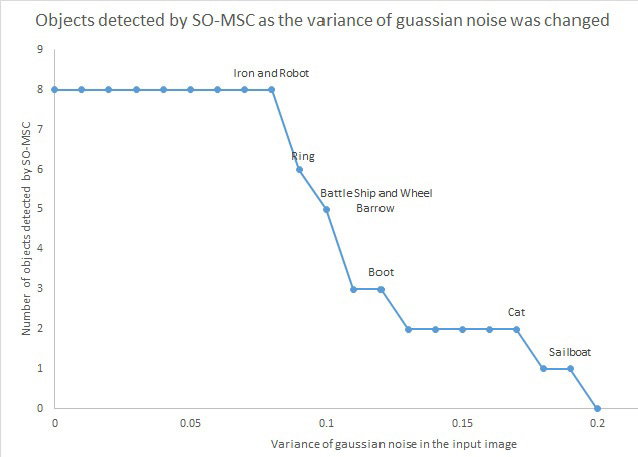 Objects detected by SO-MSC as the variance of guassian noise was changed
Number of objects detected by SO-MSC
9
8
7
6
5
4
3
2
1
0
Iron and Robot
Ring
Battle Ship and Wheel
Barrow
Boot
Cat
Sailboat
0
0.05
0.1
0.15
0.2
Variance of gaussian noise in the input image